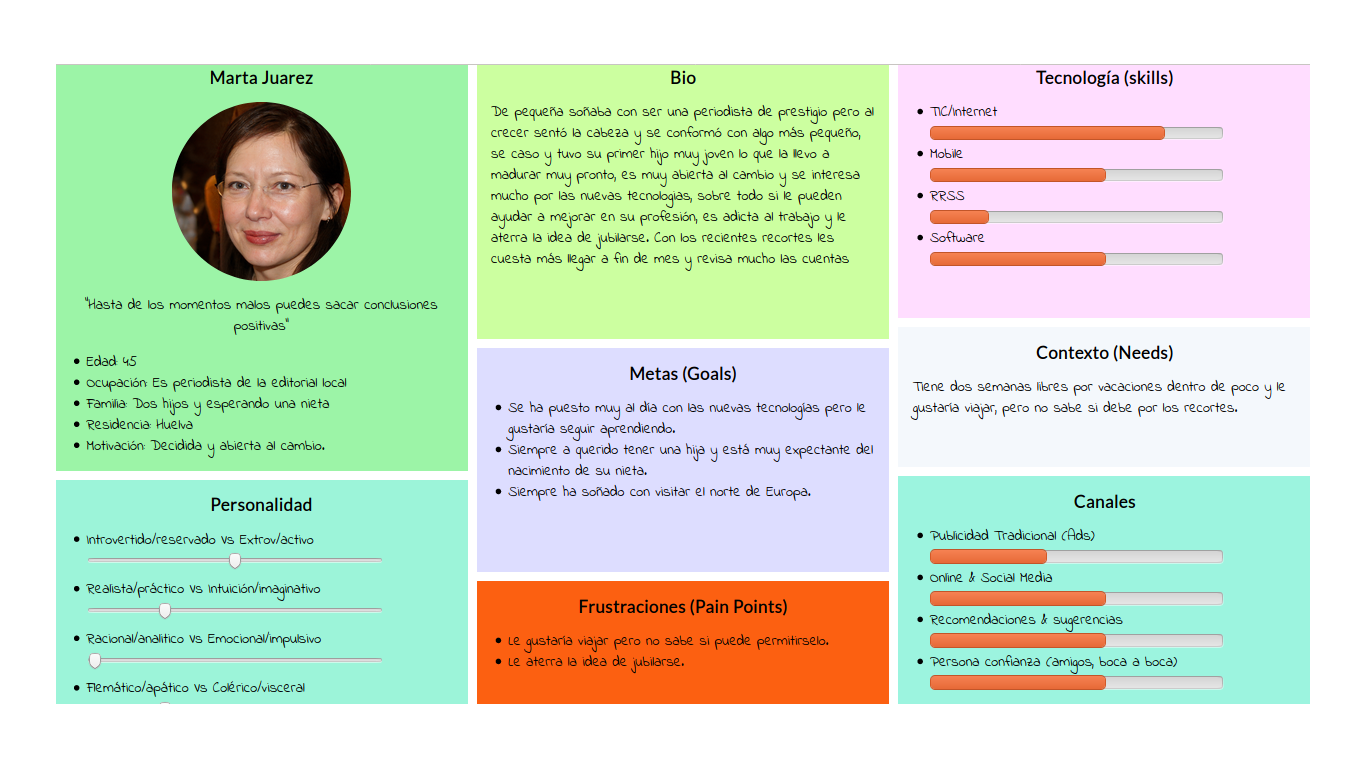 Marta Juarez
"Hasta de los momentos malos puedes sacar conclusiones
positivas"
Edad: 45
Ocupación: Es periodista de la editorial local
Familia: Dos hijos y esperando una nieta
Residencia: Huelva
Motivación: Decidida y abierta al cambio.
Personalidad
Introvertido/reservado Vs Extrov/activo
Realista/práctico Vs Intuición/imaginativo
Racional/analítico Vs Emocional/impulsivo
Flemático/apático Vs Colérico/visceral
Bio
De pequeña soñaba con ser una periodista de prestigio pero al
crecer sentó la cabeza y se conformó con algo más pequeño,
se caso y tuvo su primer hijo muy joven lo que la llevo a
madurar muy pronto, es muy abierta al cambio y se interesa
mucho por las nuevas tecnologías, sobre todo si le pueden
ayudar a mejorar en su profesión, es adicta al trabajo y le
aterra la idea de jubilarse. Con los recientes recortes les
cuesta más llegar a fin de mes y revisa mucho las cuentas
Metas (Goals)
Se ha puesto muy al día con las nuevas tecnologías pero le
gustaría seguir aprendiendo.
Siempre a querido tener una hija y está muy expectante del
nacimiento de su nieta.
Siempre ha soñado con visitar el norte de Europa.
Frustraciones (Pain Points)
Le gustaría viajar pero no sabe si puede permitirselo.
Le aterra la idea de jubilarse.
Tecnología (skills)
TIC/Internet
Mobile
RRSS
Software
Contexto (Needs)
Tiene dos semanas libres por vacaciones dentro de poco y le
gustaría viajar, pero no sabe si debe por los recortes.
Canales
Publicidad Tradicional (Ads)
Online & Social Media
Recomendaciones & sugerencias
Persona confianza (amigos, boca a boca)